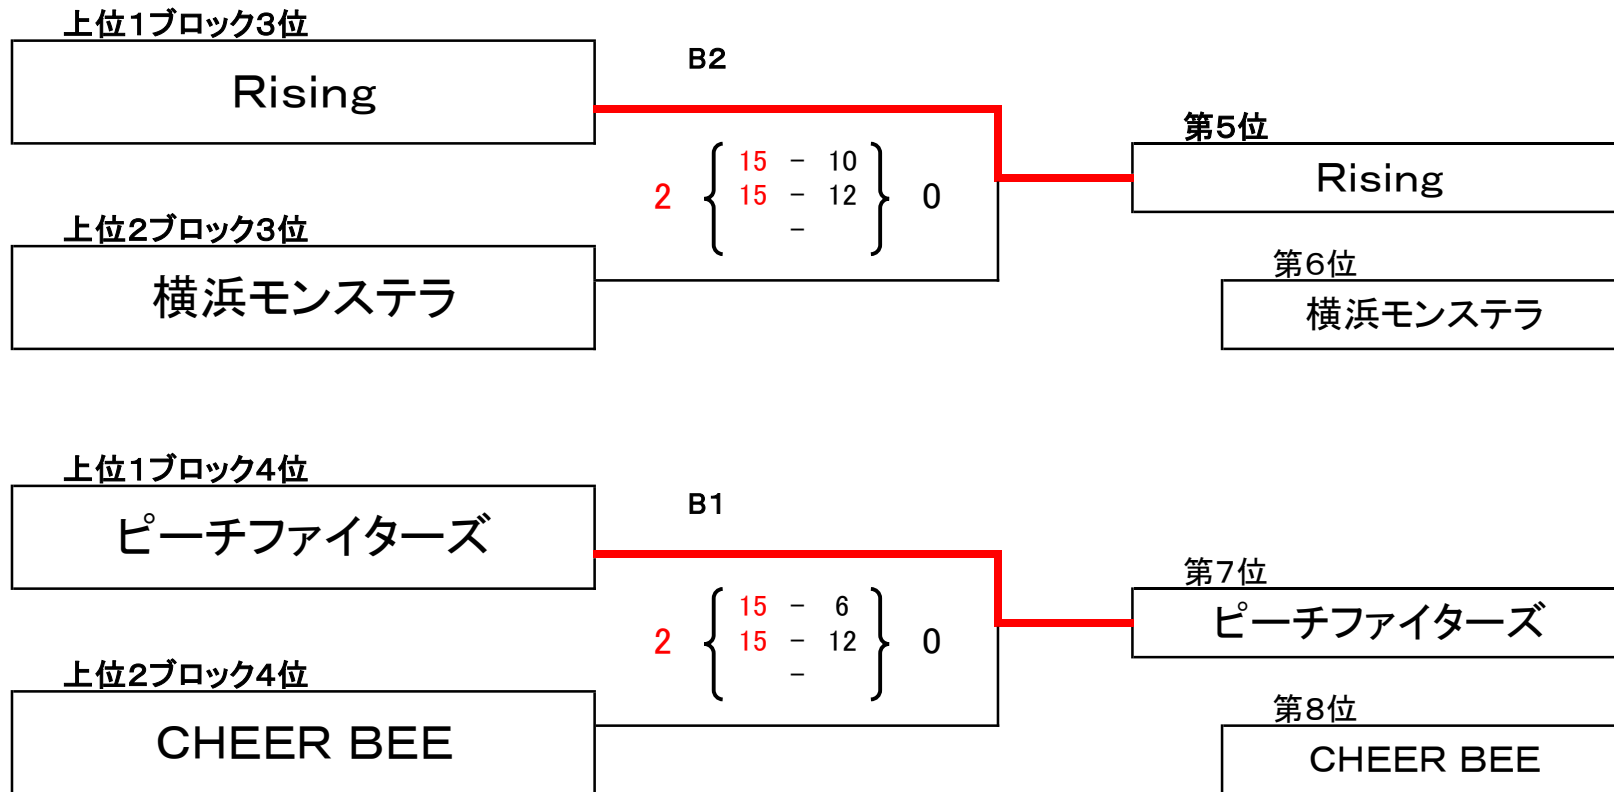 上位1ブロック3位
Rising
B2
15 － 10
2 { 15 － 12 } 0
－
上位2ブロック3位
横浜モンステラ
第5位
Rising
第6位
横浜モンステラ
上位1ブロック4位
ピーチファイターズ
B1
15 － 6
2 { 15 － 12 } 0
－
上位2ブロック4位
CHEER BEE
第7位
ピーチファイターズ
第8位
CHEER BEE